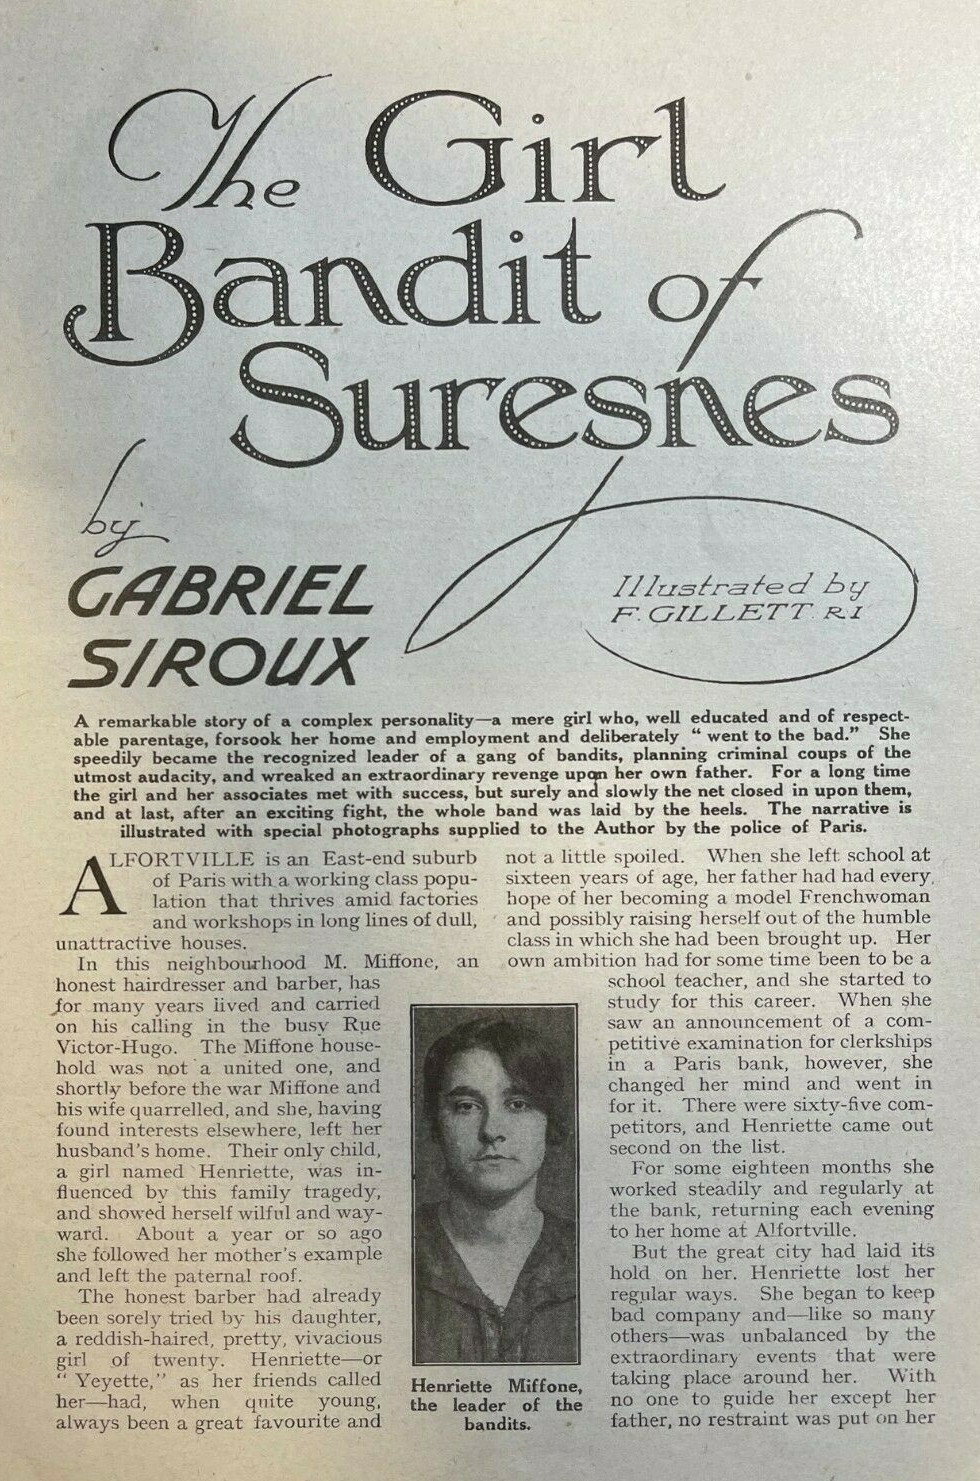 The Girl
Bandit of
Suresnes
by
GABRIEL
SIROUX
Illustrated by
F. GILLETT. R.I
A remarkable story of a complex personality—a mere girl who, well educated and of respect-
able parentage, forsook her home and employment and deliberately “ went to the bad.” She
speedily became the recognized leader of a gang of bandits, planning criminal coups of the
utmost audacity, and wreaked an extraordinary revenge upon her own father. For a long time
the girl and her associates met with success, but surely and slowly the net closed in upon them,
and at last, after an exciting fight, the whole band was laid by the heels. The narrative is
illustrated with special photographs supplied to the Author by the police of Paris.
ALFORTVILLE is an East-end suburb
of Paris with a working class popu-
lation that thrives amid factories
and workshops in long lines of dull,
unattractive houses.
In this neighbourhood M. Miffone, an
honest hairdresser and barber, has
for many years lived and carried
on his calling in the busy Rue
Victor-Hugo. The Miffone house-
hold was not a united one, and
shortly before the war Miffone and
his wife quarrelled, and she, having
found interests elsewhere, left her
husband's home. Their only child,
a girl named Henriette, was in-
fluenced by this family tragedy,
and showed herself wilful and way-
ward. About a year or so ago
she followed her mother's example
and left the paternal roof.
The honest barber had already
been sorely tried by his daughter,
a reddish-haired, pretty, vivacious
girl of twenty. Henriette—or
“ Yeyette,” as her friends called
her—had, when quite young,
always been a great favourite and
Henriette Miffone,
the leader of the
bandits.
not a little spoiled. When she left school at
sixteen years of age, her father had had every
hope of her becoming a model Frenchwoman
and possibly raising herself out of the humble
class in which she had been brought up. Her
own ambition had for some time been to be a
school teacher, and she started to
study for this career. When she
saw an announcement of a com-
petitive examination for clerkships
in a Paris bank, however, she
changed her mind and went in
for it. There were sixty-five com-
petitors, and Henriette came out
second on the list.
For some eighteen months she
worked steadily and regularly at
the bank, returning each evening
to her home at Alfortville.
But the great city had laid its
hold on her. Henriette lost her
regular ways. She began to keep
bad company and—like so many
others—was unbalanced by the
extraordinary events that were
taking place around her. With
no one to guide her except her
father, no restraint was put on her